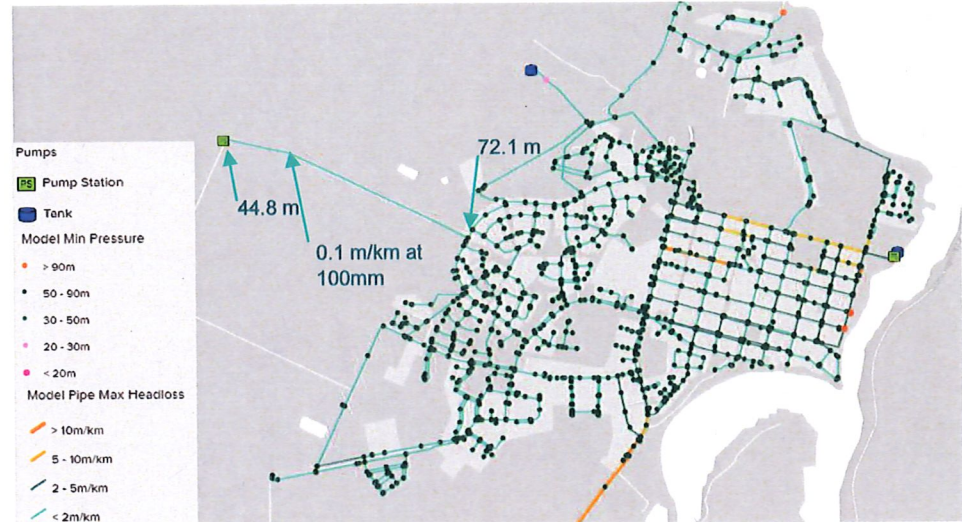 Pumps
PS Pump Station
Tank
Model Min Pressure
> 90m
50 - 90m
30 - 50m
20 - 30m
< 20m
Model Pipe Max Headloss
> 10m/km
5 - 10m/km
2 - 5m/km
< 2m/km
72.1 m
44.8 m
0.1 m/km at
100mm